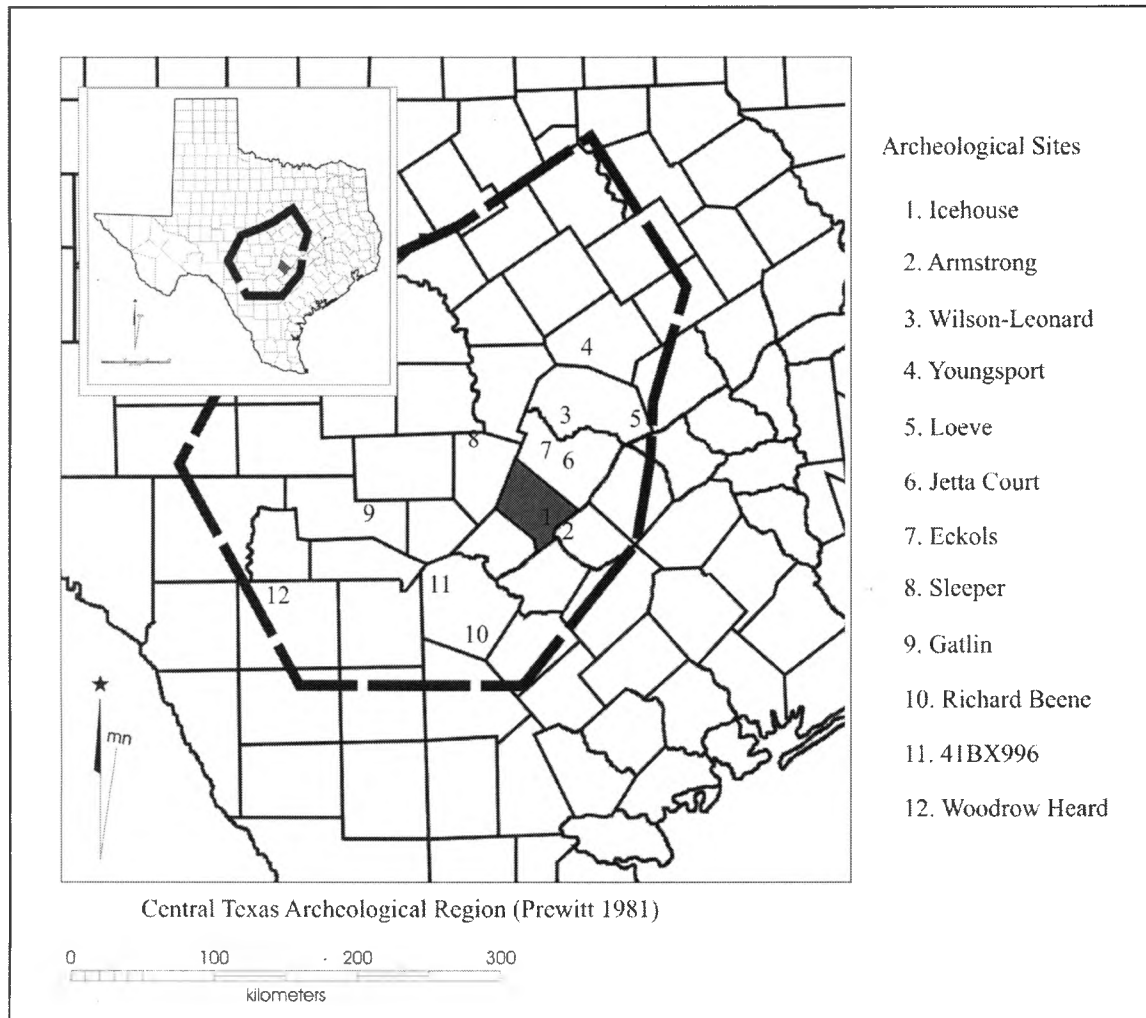 Archeological Sites
1. Icehouse
2. Armstrong
3. Wilson-Leonard
4. Youngsport
5. Loeve
6. Jetta Court
7. Eckols
8. Sleeper
9. Gatlin
10. Richard Beene
11. 41BX996
12. Woodrow Heard
4
3
5
7
6
8
9
1
2
11
12
10
mn
Central Texas Archeological Region (Prewitt 1981)
0 100 200 300
kilometers